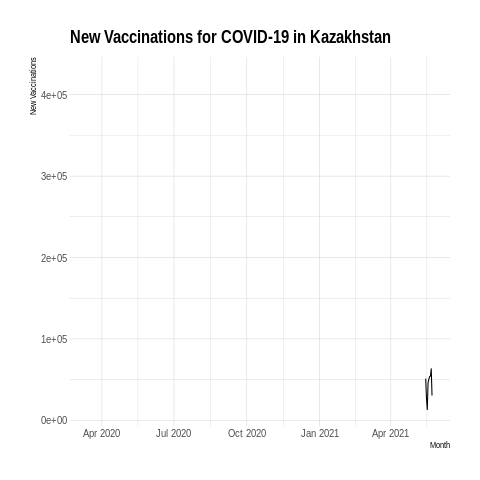 New Vaccinations for COVID-19 in Kazakhstan
New Vaccinations
4e+05
3e+05
2e+05
1e+05
0e+00
Apr 2020 Jul 2020 Oct 2020 Jan 2021 Apr 2021
Month